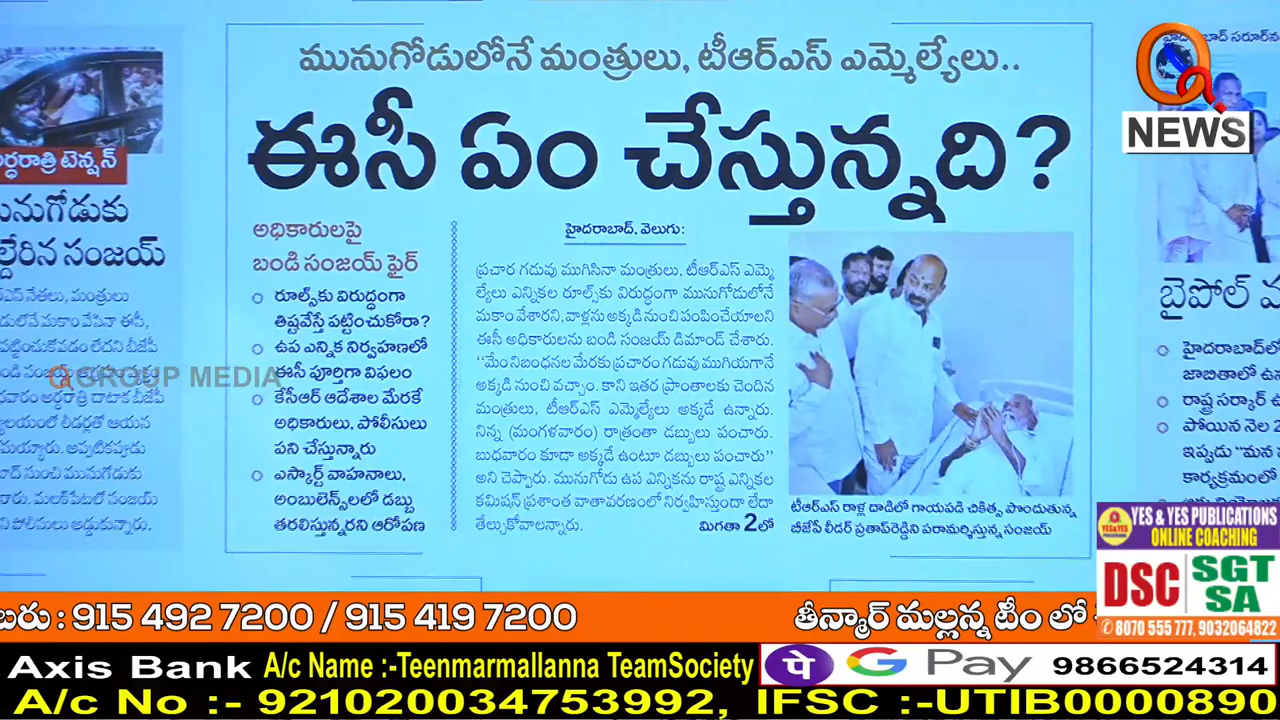 మునుగోడులోనే మంత్రులు, టీఆర్ఎస్ ఎమ్మెల్యేలు..
ఈసీ ఏం చేస్తున్నది?
అధికారులపై
బండి సంజయ్ ఫైర్
రూల్స్‌కు విరుద్ధంగా
తిష్టవేస్తే పట్టించుకోరా?
ఉప ఎన్నిక నిర్వహణలో
ఈసీ పూర్తిగా విఫలం
కేసీఆర్ ఆదేశాల మేరకే
అధికారులు, పోలీసులు
పని చేస్తున్నారు
ఎస్కార్ట్ వాహనాలు,
అంబులెన్స్‌లలో డబ్బు
తరలిస్తున్నరని ఆరోపణ
హైదరాబాద్, వెలుగు:
ప్రచార గడువు ముగిసినా మంత్రులు, టీఆర్ఎస్ ఎమ్మె
ల్యేలు ఎన్నికల రూల్స్‌కు విరుద్ధంగా మునుగోడులోనే
మకాం వేశారని, వాళ్లను అక్కడి నుంచి పంపించేయాలని
ఈసీ అధికారులను బండి సంజయ్ డిమాండ్ చేశారు.
‘‘మేం నిబంధనల మేరకు ప్రచారం గడువు ముగియగానే
అక్కడి నుంచి వచ్చాం. కాని ఇతర ప్రాంతాలకు చెందిన
మంత్రులు, టీఆర్ఎస్ ఎమ్మెల్యేలు అక్కడే ఉన్నారు.
నిన్న (మంగళవారం) రాత్రంతా డబ్బులు పంచారు.
బుధవారం కూడా అక్కడే ఉంటూ డబ్బులు పంచారు’’
అని చెప్పారు. మునుగోడు ఉప ఎన్నికను రాష్ట్ర ఎన్నికల
కమిషన్ ప్రశాంత వాతావరణంలో నిర్వహిస్తుందా లేదా
తేల్చుకోవాలన్నారు. మిగతా 2లో
టీఆర్ఎస్ రాళ్ల దాడిలో గాయపడి చికిత్స పొందుతున్న
బీజేపీ లీడర్ ప్రతాప్‌రెడ్డిని పరామర్శిస్తున్న సంజయ్
ర్ధరాత్రి టెన్షన్
నుగోడుకు
ల్దేరిన సంజయ్
GROUP MEDIA
NEWS
హైదరాబాద్‌లో
రాష్ట్ర సర్కార్
పోయిన నెల 2
ఇప్పుడు ‘‘మన
కార్యక్రమంలో
YES & YES PUBLICATIONS
ONLINE COACHING
DSC SGT
SA
8070 555 777, 9032064822
బరు : 915 492 7200 / 915 419 7200 తీన్మార్ మల్లన్న టీం లో
Axis Bank A/c Name :-Teenmarmallanna TeamSociety G Pay 9866524314
A/c No :- 921020034753992, IFSC :-UTIB0000890